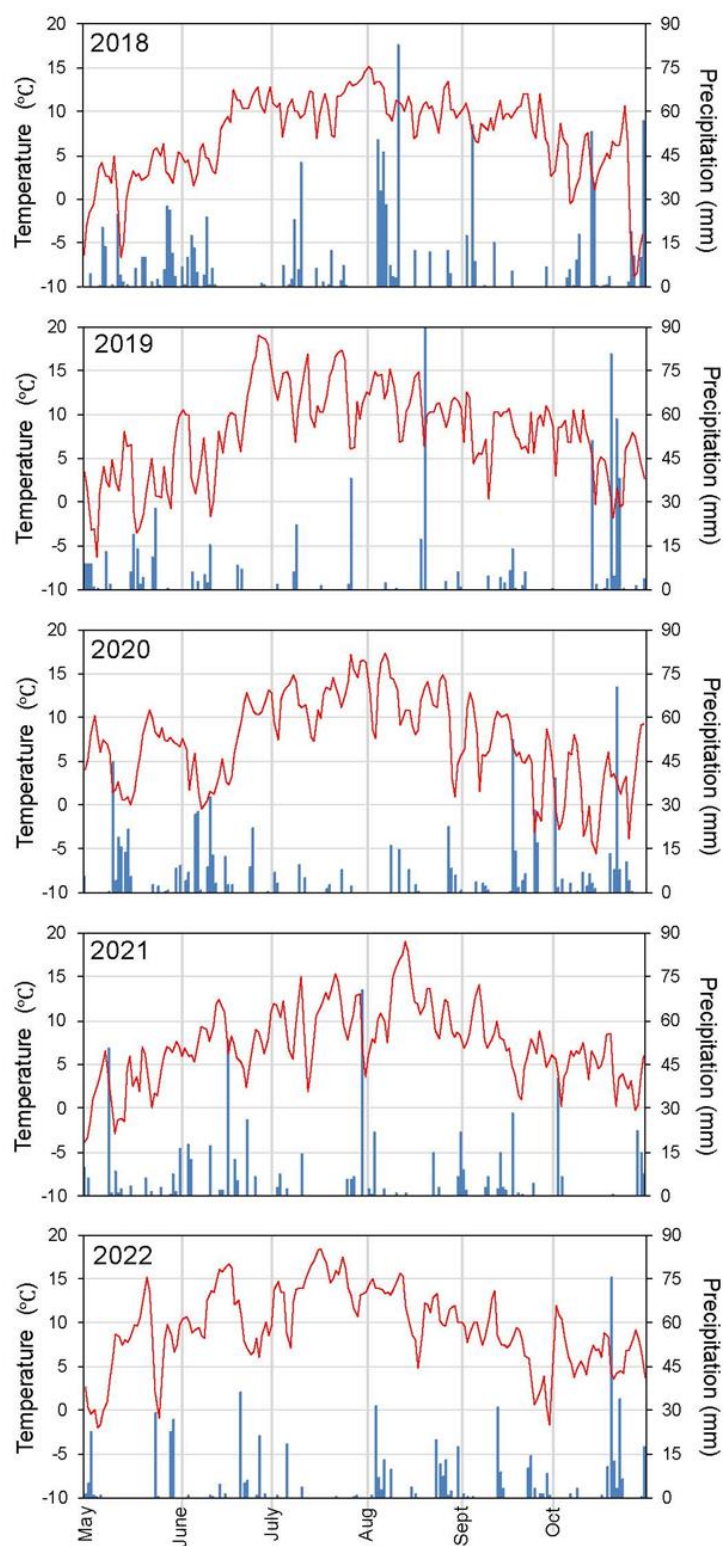 20 2018 90
15 75
10 60
5 45
0 30
-5 15
-10 0
Temperature (°C)
Precipitation (mm)
20 2019 90
15 75
10 60
5 45
0 30
-5 15
-10 0
Temperature (°C)
Precipitation (mm)
20 2020 90
15 75
10 60
5 45
0 30
-5 15
-10 0
Temperature (°C)
Precipitation (mm)
20 2021 90
15 75
10 60
5 45
0 30
-5 15
-10 0
Temperature (°C)
Precipitation (mm)
20 2022 90
15 75
10 60
5 45
0 30
-5 15
-10 0
Temperature (°C)
Precipitation (mm)
May June July Aug Sept Oct